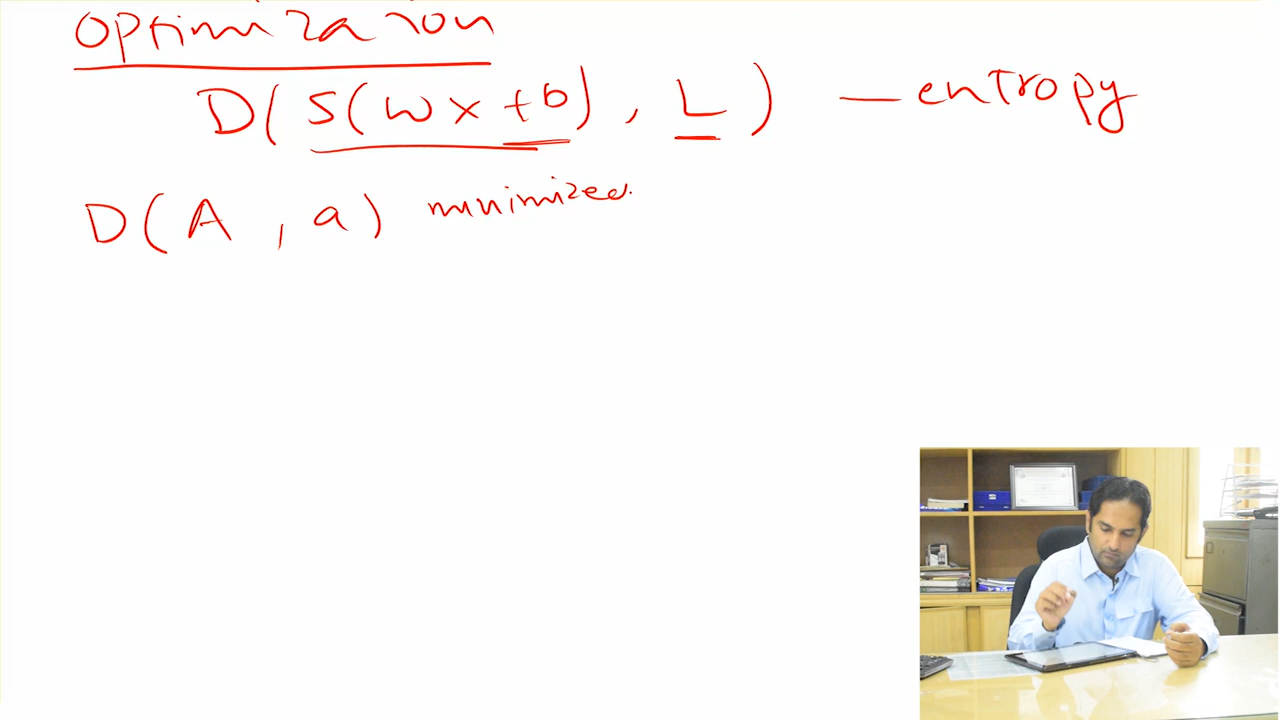 Optimization
D( S(wx+b) , L ) — entropy
D( A , a ) minimized.